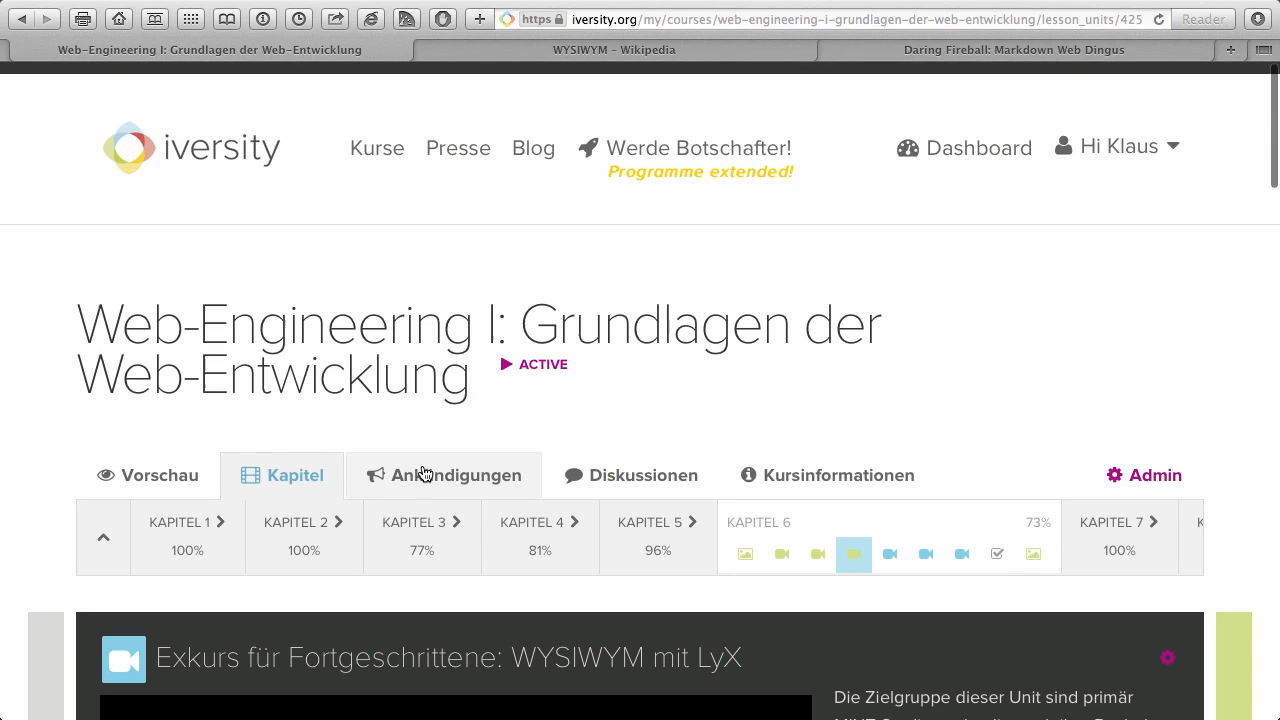 https iversity.org/my/courses/web-engineering-i-grundlagen-der-web-entwicklung/lesson_units/425 Reader
Web-Engineering I: Grundlagen der Web-Entwicklung WYSIWYM - Wikipedia Daring Fireball: Markdown Web Dingus
iversity Kurse Presse Blog Werde Botschafter! Dashboard Hi Klaus
Programme extended!
Web-Engineering I: Grundlagen der
Web-Entwicklung ACTIVE
Vorschau Kapitel Ankündigungen Diskussionen Kursinformationen Admin
KAPITEL 1 KAPITEL 2 KAPITEL 3 KAPITEL 4 KAPITEL 5 KAPITEL 6 73% KAPITEL 7
100% 100% 77% 81% 96% 100%
Exkurs für Fortgeschrittene: WYSIWYM mit LyX
Die Zielgruppe dieser Unit sind primär